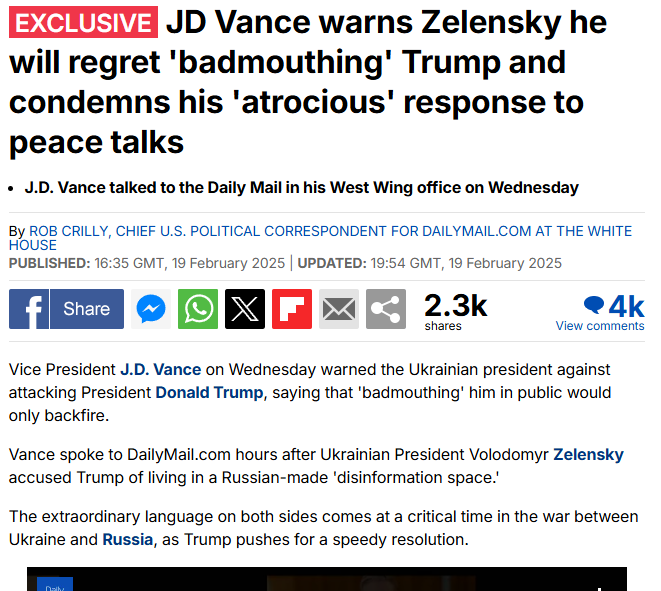 EXCLUSIVE JD Vance warns Zelensky he
will regret 'badmouthing' Trump and
condemns his 'atrocious' response to
peace talks
• J.D. Vance talked to the Daily Mail in his West Wing office on Wednesday
By ROB CRILLY, CHIEF U.S. POLITICAL CORRESPONDENT FOR DAILYMAIL.COM AT THE WHITE
HOUSE
PUBLISHED: 16:35 GMT, 19 February 2025 | UPDATED: 19:54 GMT, 19 February 2025
Share
2.3k
shares
4k
View comments
Vice President J.D. Vance on Wednesday warned the Ukrainian president against
attacking President Donald Trump, saying that 'badmouthing' him in public would
only backfire.
Vance spoke to DailyMail.com hours after Ukrainian President Volodomyr Zelensky
accused Trump of living in a Russian-made 'disinformation space.'
The extraordinary language on both sides comes at a critical time in the war between
Ukraine and Russia, as Trump pushes for a speedy resolution.
Daily